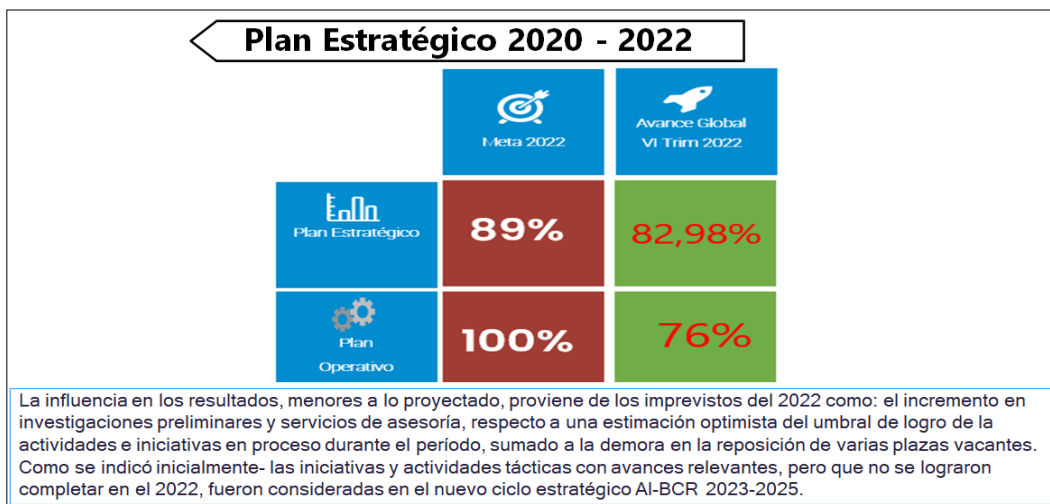 Plan Estratégico 2020 - 2022
Meta 2022
Avance Global
VI Trim 2022
Plan Estratégico
89%
82,98%
Plan
Operativo
100%
76%
La influencia en los resultados, menores a lo proyectado, proviene de los imprevistos del 2022 como: el incremento en
investigaciones preliminares y servicios de asesoría, respecto a una estimación optimista del umbral de logro de la
actividades e iniciativas en proceso durante el período, sumado a la demora en la reposición de varias plazas vacantes.
Como se indicó inicialmente- las iniciativas y actividades tácticas con avances relevantes, pero que no se lograron
completar en el 2022, fueron consideradas en el nuevo ciclo estratégico AI-BCR 2023-2025.